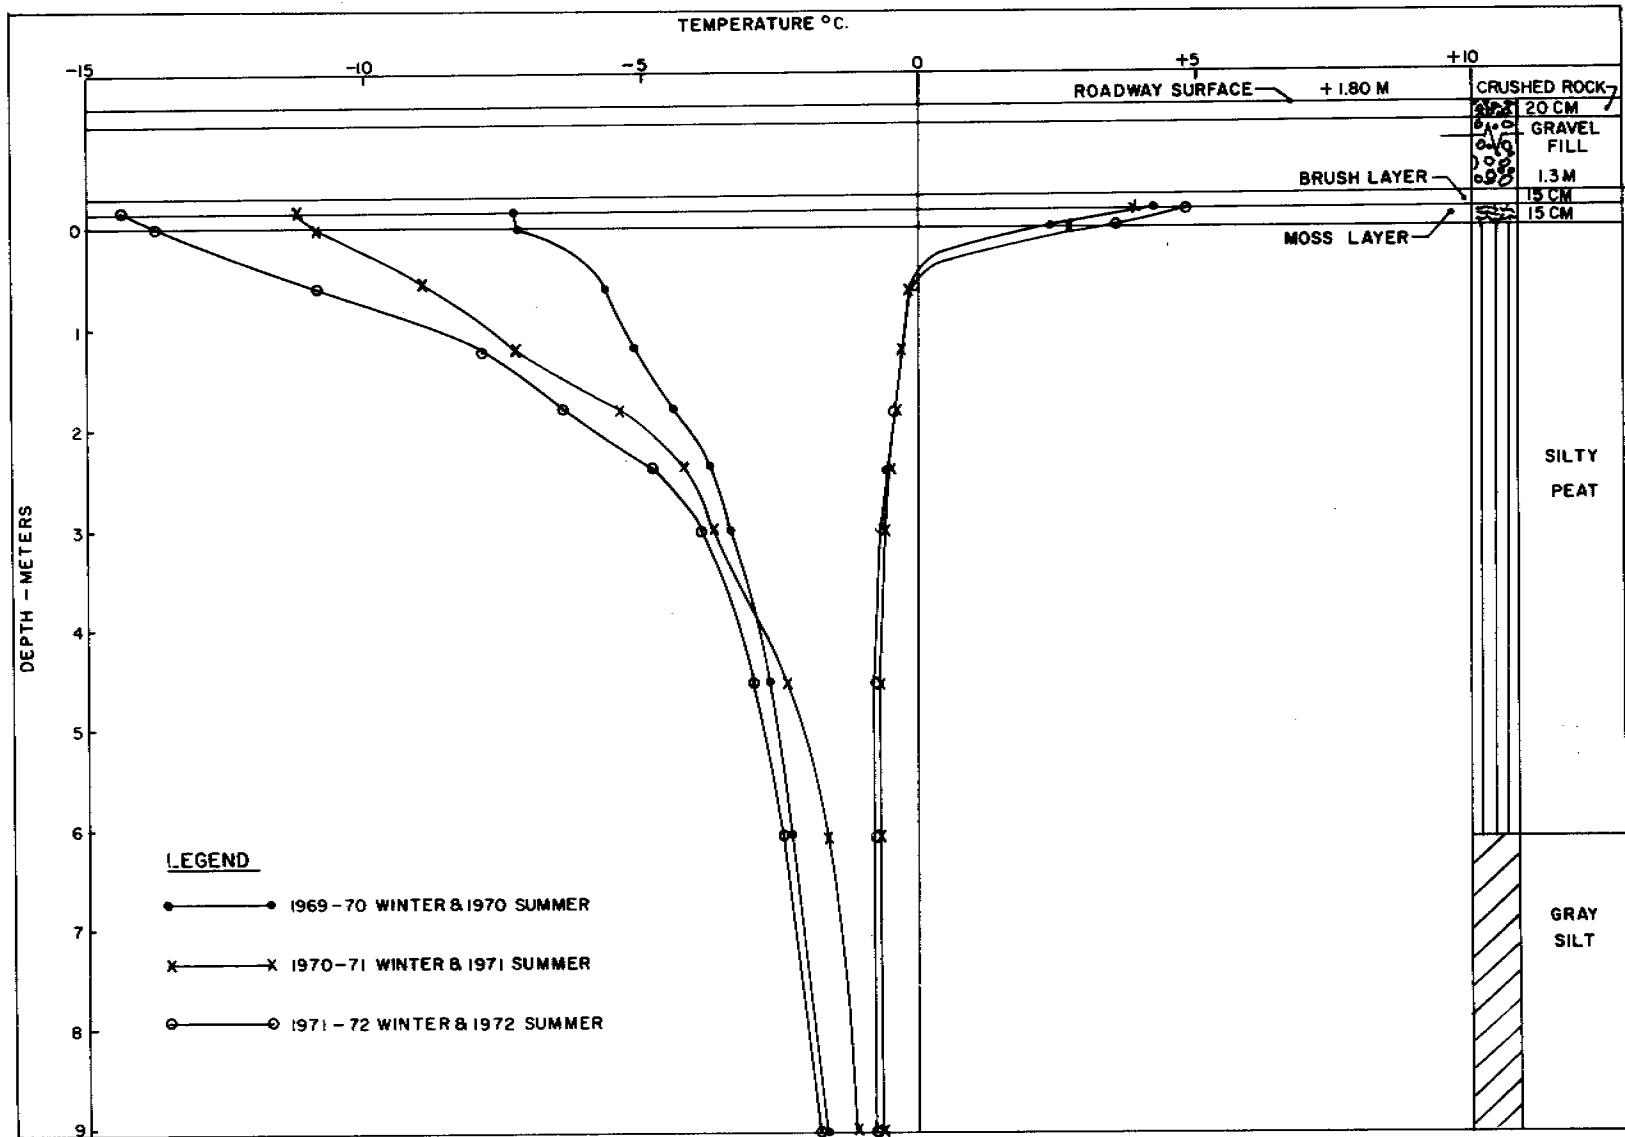 TEMPERATURE °C.
-15 -10 -5 0 +5 +10
ROADWAY SURFACE +1.80 M CRUSHED ROCK
20 CM
GRAVEL
FILL
BRUSH LAYER 1.3 M
15 CM
15 CM
MOSS LAYER
0
1
2
3
4
5
6
7
8
9
DEPTH - METERS
SILTY
PEAT
GRAY
SILT
LEGEND
1969-70 WINTER & 1970 SUMMER
1970-71 WINTER & 1971 SUMMER
1971-72 WINTER & 1972 SUMMER